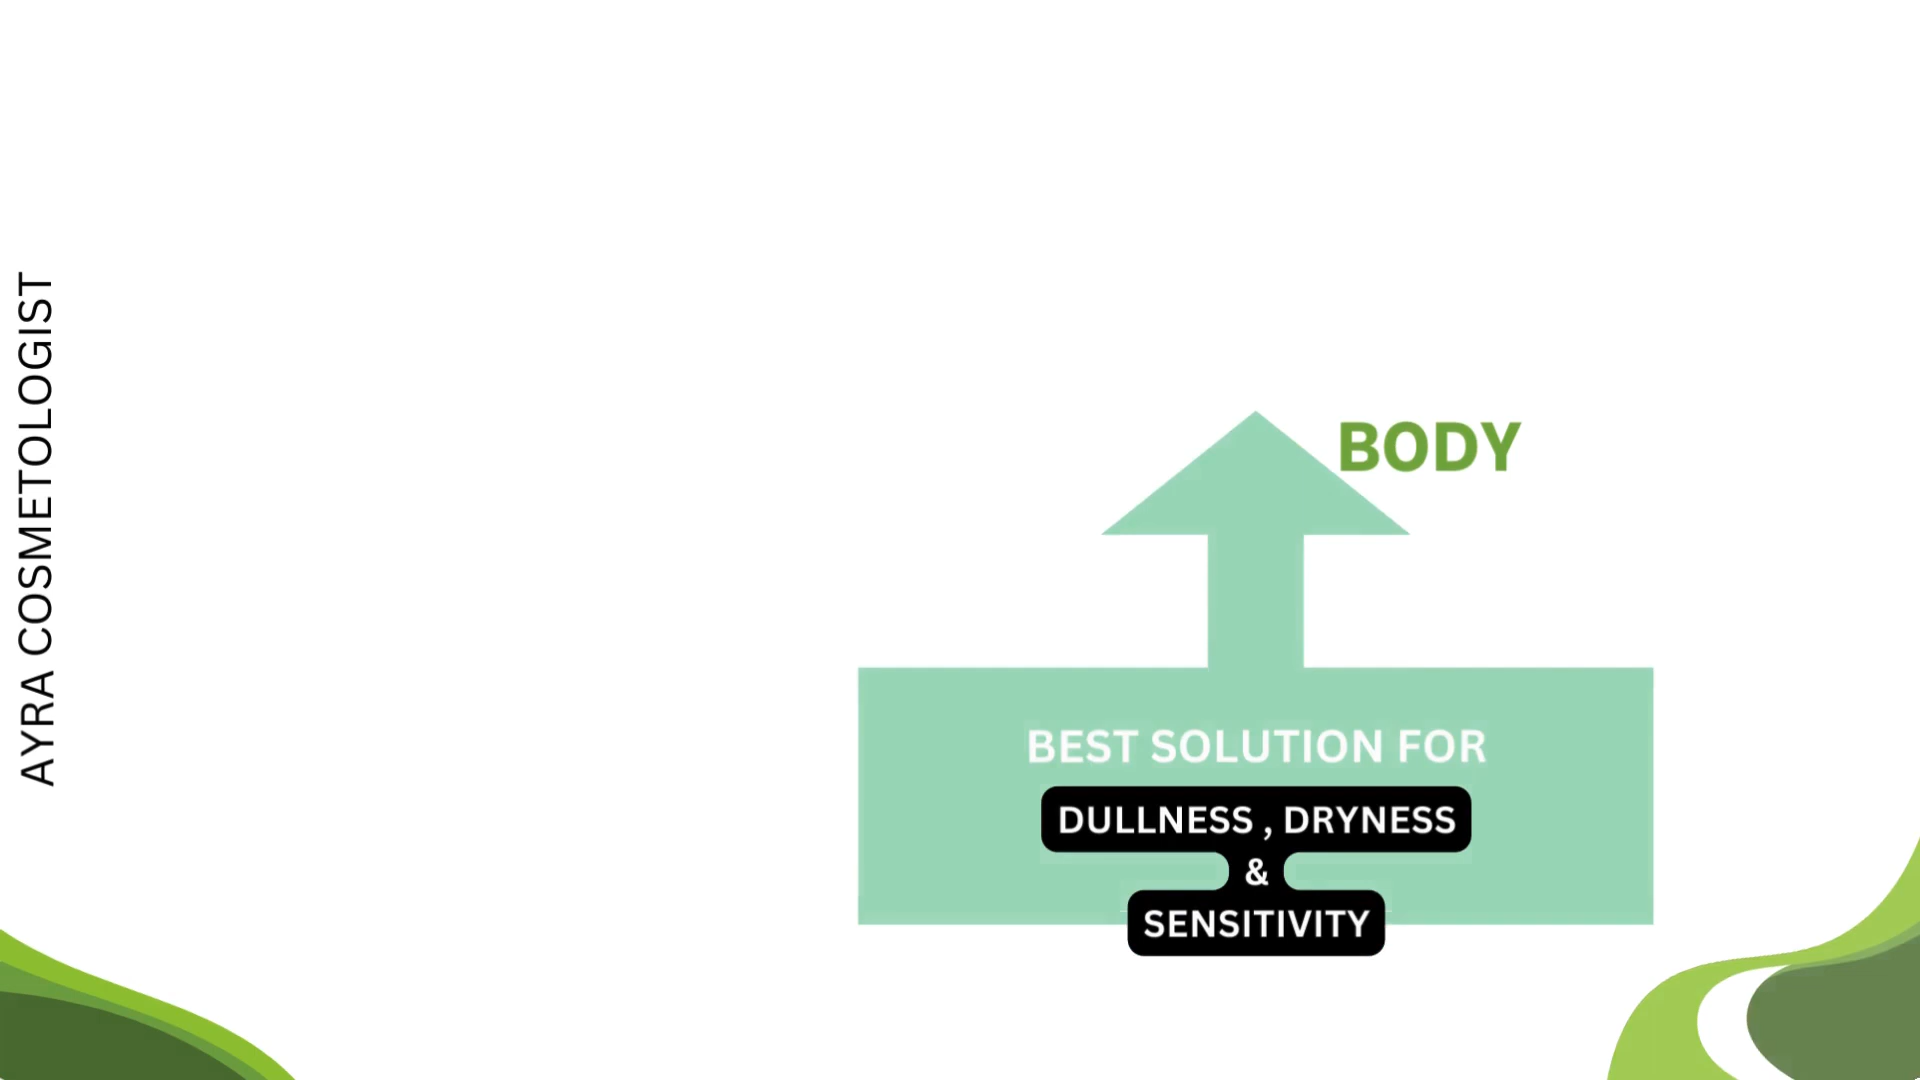 AYRA COSMETOLOGIST
BODY
BEST SOLUTION FOR
DULLNESS , DRYNESS
&
SENSITIVITY